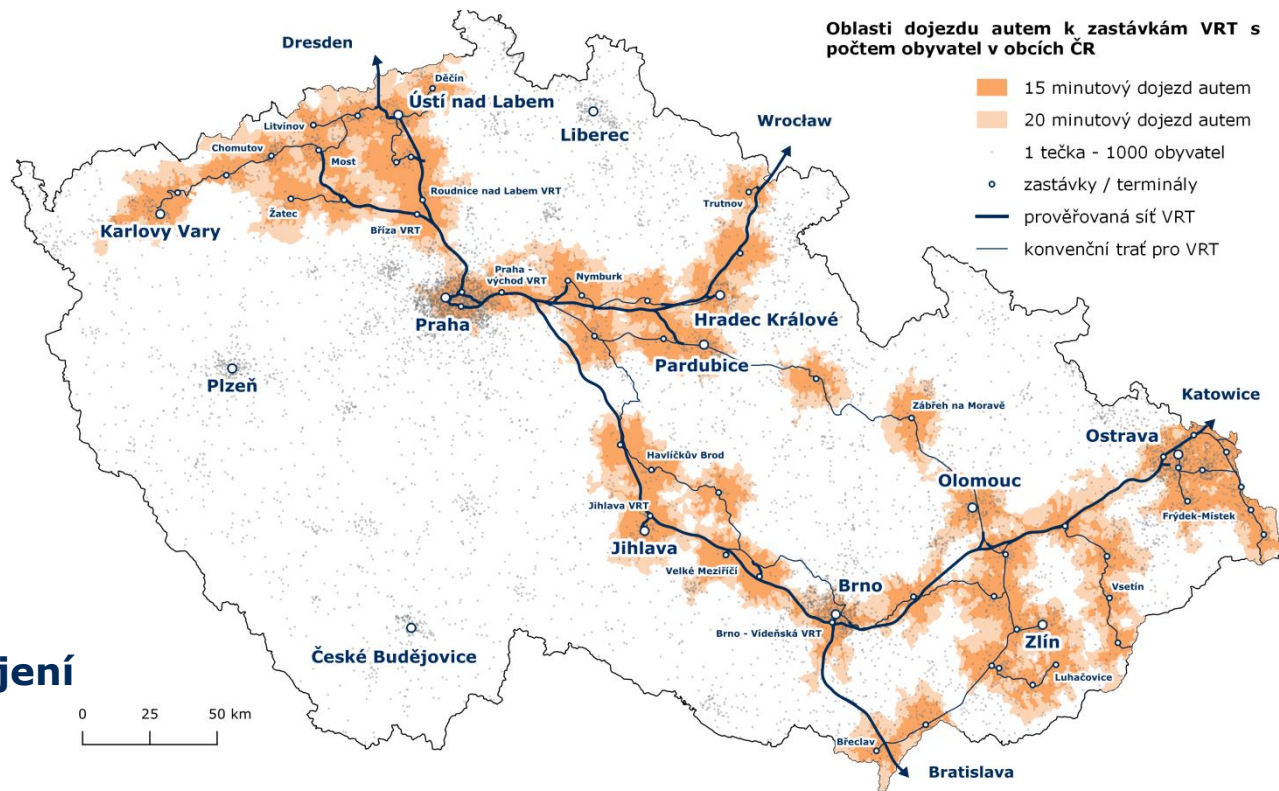 Oblasti dojezdu autem k zastávkám VRT s
počtem obyvatel v obcích ČR
15 minutový dojezd autem
20 minutový dojezd autem
1 tečka - 1000 obyvatel
zastávky / terminály
prověřovaná síť VRT
konvenční trať pro VRT
Dresden
Děčín
Ústí nad Labem
Litvínov
Liberec
Wrocław
Chomutov
Most
Roudnice nad Labem VRT
Trutnov
Žatec
Karlovy Vary
Bříza VRT
Praha -
východ VRT
Nymburk
Praha
Hradec Králové
Pardubice
Plzeň
Zábřeh na Moravě
Katowice
Ostrava
Havlíčkův Brod
Olomouc
Jihlava VRT
Frýdek-Místek
Jihlava
Velké Meziříčí
Brno
Vsetín
Brno - Vídeňská VRT
Zlín
České Budějovice
Luhačovice
jení
0 25 50 km
Břeclav
Bratislava